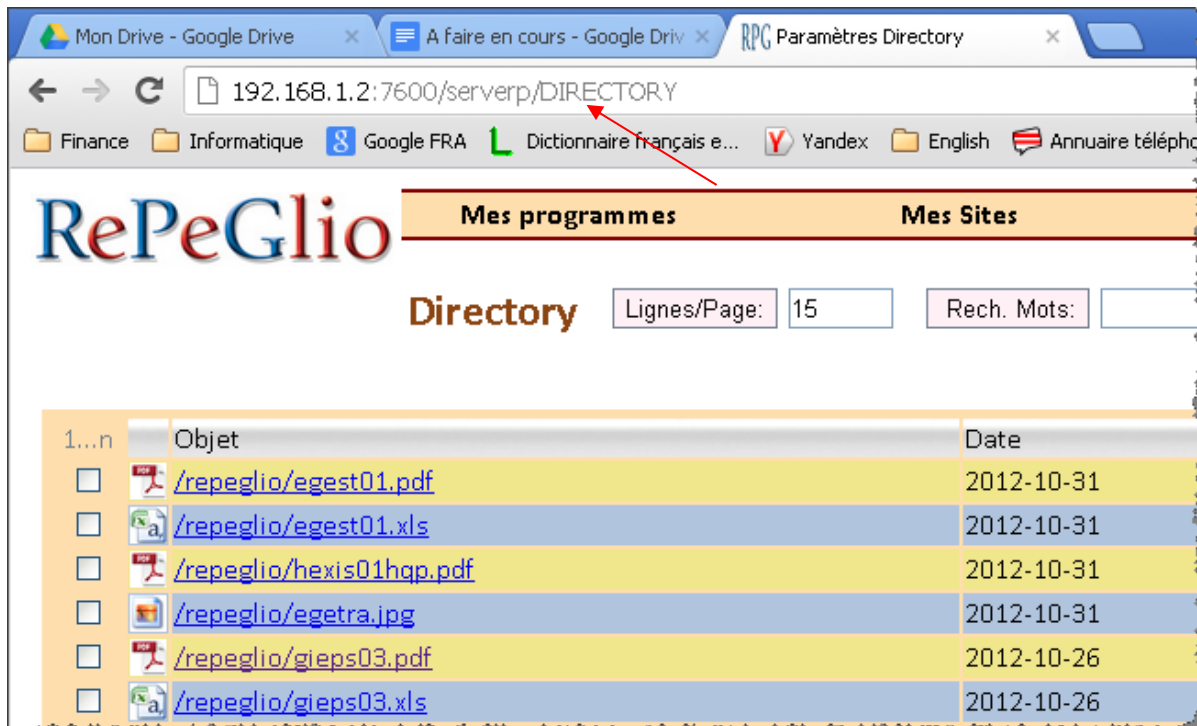 Mon Drive - Google Drive
A faire en cours - Google Driv
RPG Paramètres Directory
192.168.1.2:7600/serverp/DIRECTORY
Finance
Informatique
Google FRA
Dictionnaire français e...
Yandex
English
Annuaire télépho
RePeGlio
Mes programmes
Mes Sites
Directory
Lignes/Page:
15
Rech. Mots:
1...n
Objet
Date
/repeglio/egest01.pdf
2012-10-31
/repeglio/egest01.xls
2012-10-31
/repeglio/hexis01hqp.pdf
2012-10-31
/repeglio/egetra.jpg
2012-10-31
/repeglio/gieps03.pdf
2012-10-26
/repeglio/gieps03.xls
2012-10-26